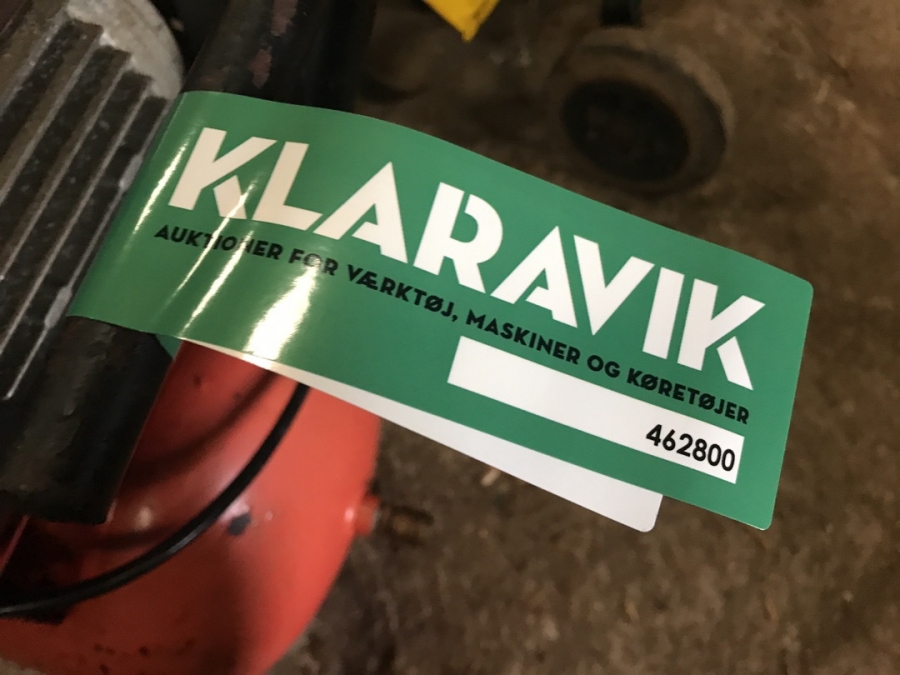 KLARAVIK
AUKTIONER FOR VÆRKTØJ, MASKINER OG KØRETØJER
462800